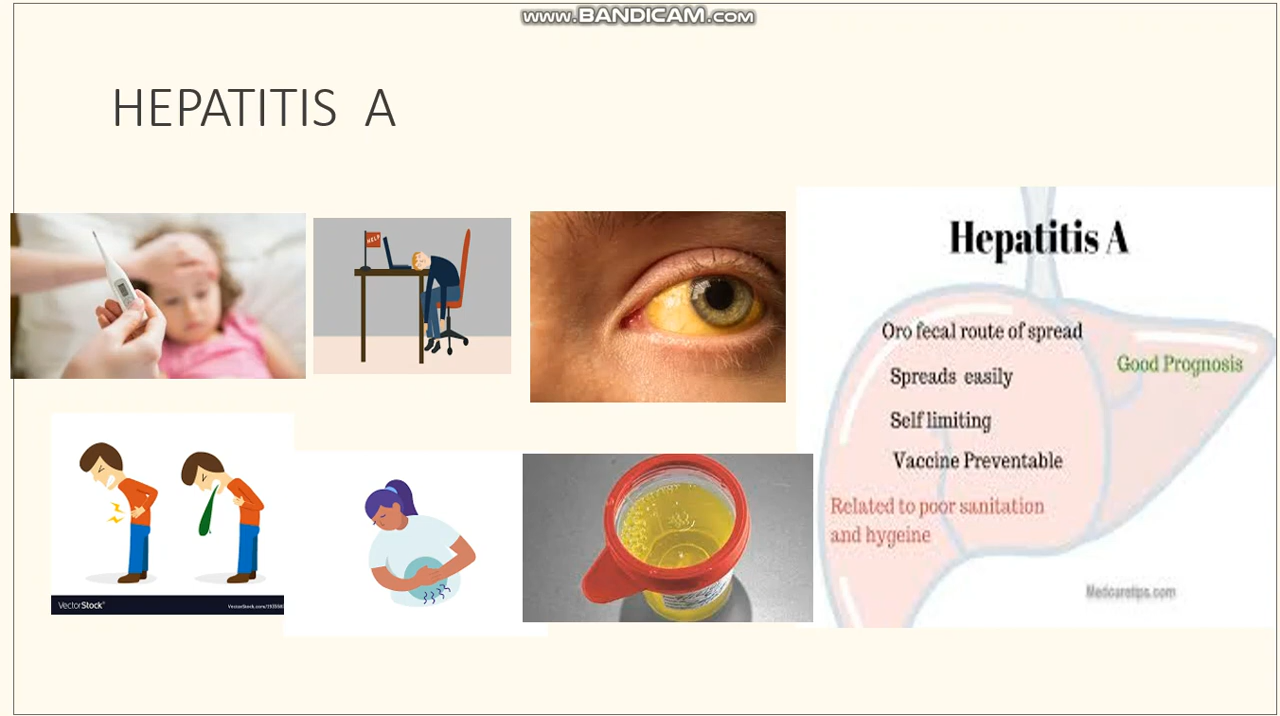 WWW.BANDICAM.COM
HEPATITIS A
HELP
Hepatitis A
Oro fecal route of spread
Good Prognosis
Spreads easily
Self limiting
Vaccine Preventable
Related to poor sanitation
and hygeine
Medcaretips.com
VectorStock®